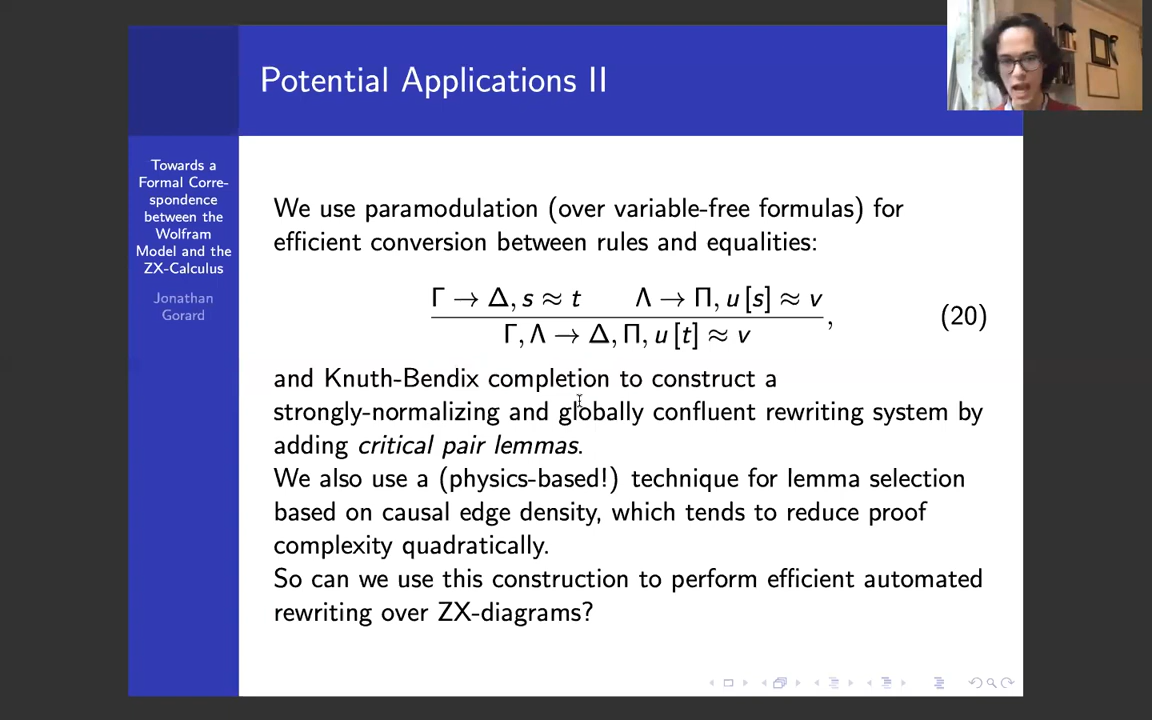 Potential Applications II
Towards a
Formal Corre-
spondence
between the
Wolfram
Model and the
ZX-Calculus
Jonathan
Gorard
We use paramodulation (over variable-free formulas) for
efficient conversion between rules and equalities:
Γ → Δ, s ≈ t    Λ → Π, u [s] ≈ v
Γ, Λ → Δ, Π, u [t] ≈ v
,
(20)
and Knuth-Bendix completion to construct a
strongly-normalizing and globally confluent rewriting system by
adding critical pair lemmas.
We also use a (physics-based!) technique for lemma selection
based on causal edge density, which tends to reduce proof
complexity quadratically.
So can we use this construction to perform efficient automated
rewriting over ZX-diagrams?